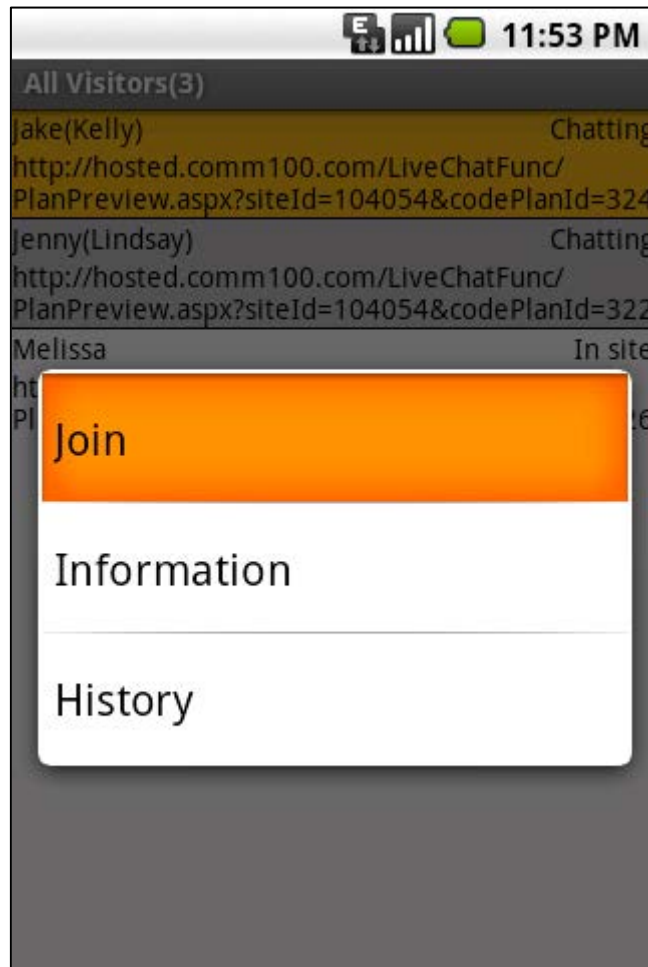 E
11:53 PM
All Visitors(3)
Jake(Kelly) Chatting
http://hosted.comm100.com/LiveChatFunc/
PlanPreview.aspx?siteId=104054&codePlanId=324
Jenny(Lindsay) Chatting
http://hosted.comm100.com/LiveChatFunc/
PlanPreview.aspx?siteId=104054&codePlanId=322
Melissa In site
ht
Pl
Join
Information
History